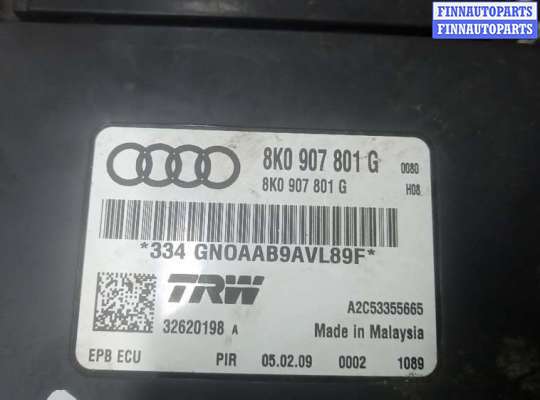 FINNAUTOPARTS
FINNAUTOPARTS
8K0 907 801 G 0080
8K0 907 801 G H08
*334 GNOAAB9AVL89F*
TRW
A2C53355665
32620198 A Made in Malaysia
EPB ECU PIR 05.02.09 0002 1089